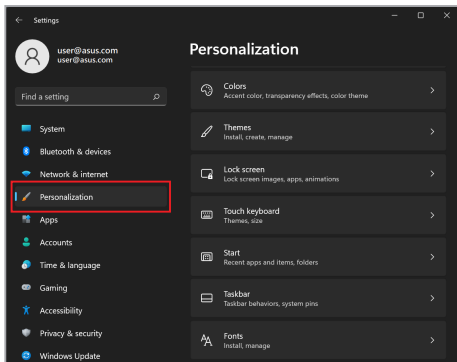 Settings
user@asus.com
user@asus.com
Find a setting
System
Bluetooth & devices
Network & internet
Personalization
Apps
Accounts
Time & language
Gaming
Accessibility
Privacy & security
Windows Update
Personalization
Colors
Accent color, transparency effects, color theme
Themes
Install, create, manage
Lock screen
Lock screen images, apps, animations
Touch keyboard
Themes, size
Start
Recent apps and items, folders
Taskbar
Taskbar behaviors, system pins
Fonts
Install, manage